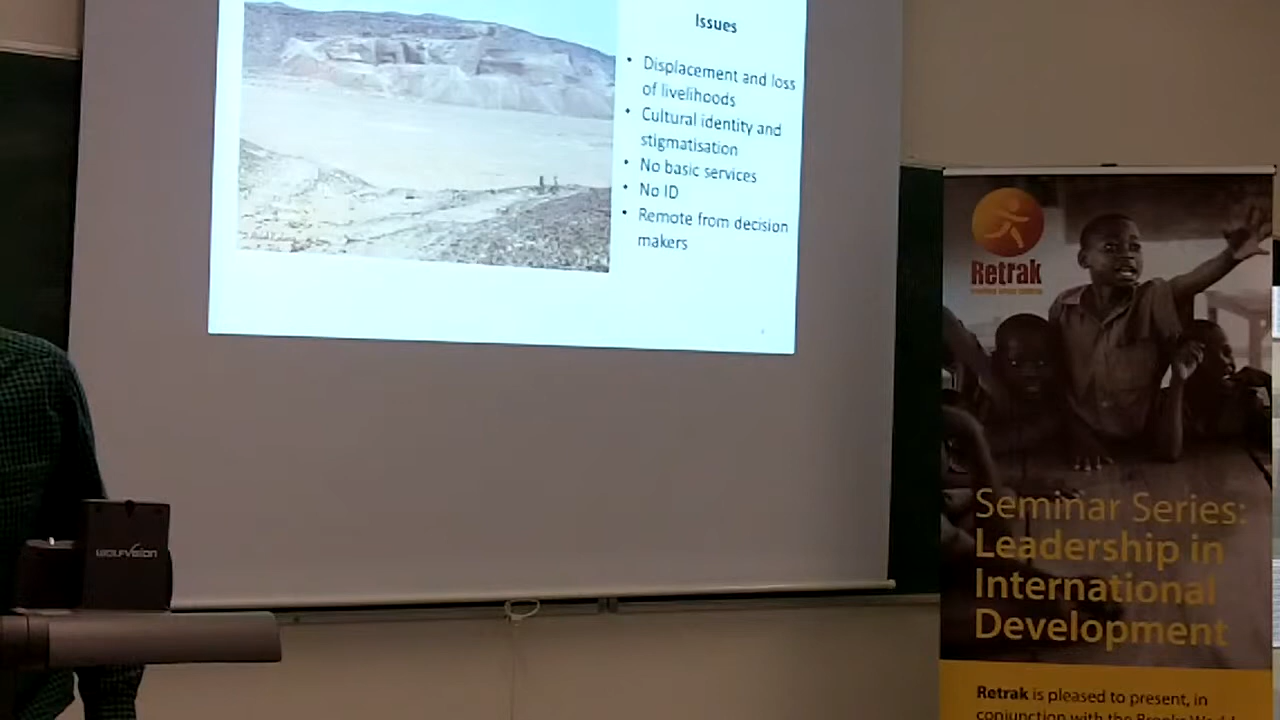 Issues
• Displacement and loss
of livelihoods
• Cultural identity and
stigmatisation
• No basic services
• No ID
• Remote from decision
makers
Retrak
Seminar Series:
Leadership in
International
Development
Retrak is pleased to present, in
conjunction with the Brooks World
WOLFVISION